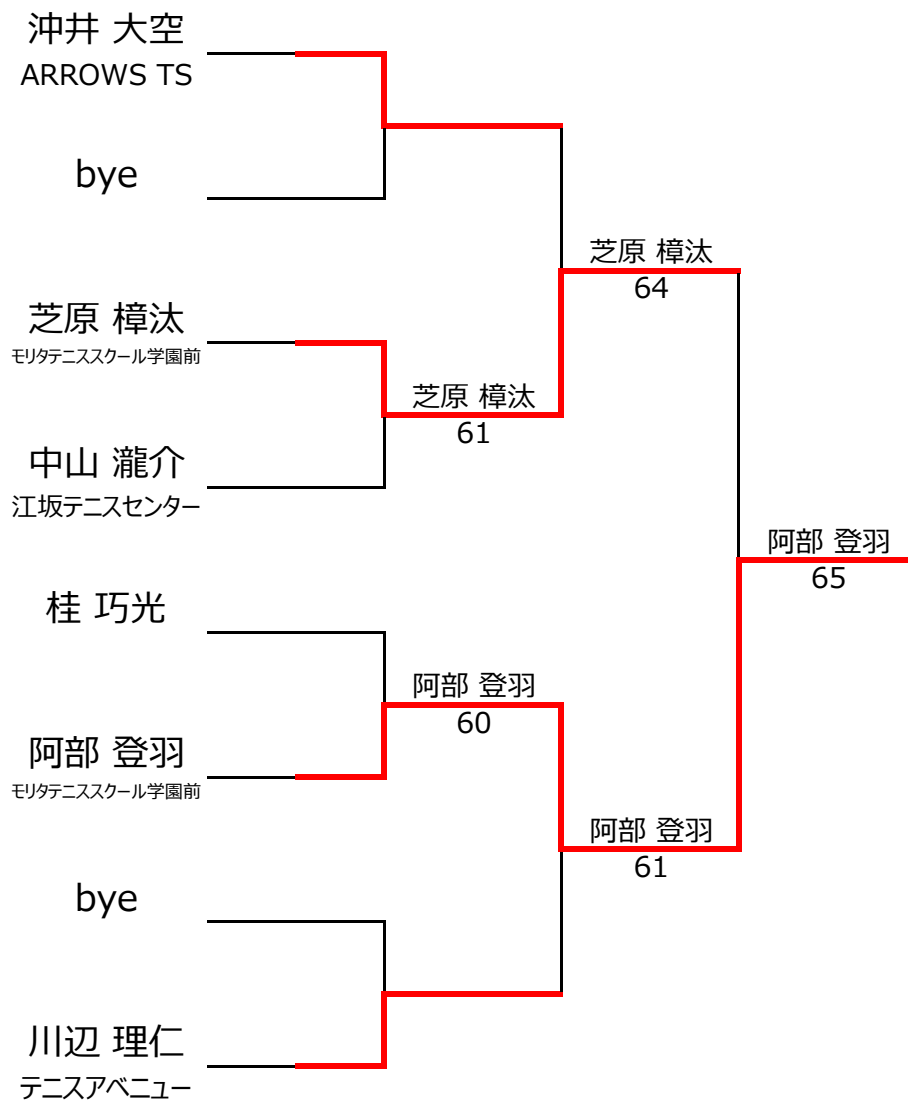 沖井 大空
ARROWS TS
bye
芝原 樟汰
64
芝原 樟汰
モリタテニススクール学園前
芝原 樟汰
61
中山 瀧介
江坂テニスセンター
阿部 登羽
65
桂 巧光
阿部 登羽
60
阿部 登羽
モリタテニススクール学園前
阿部 登羽
61
bye
川辺 理仁
テニスアベニュー